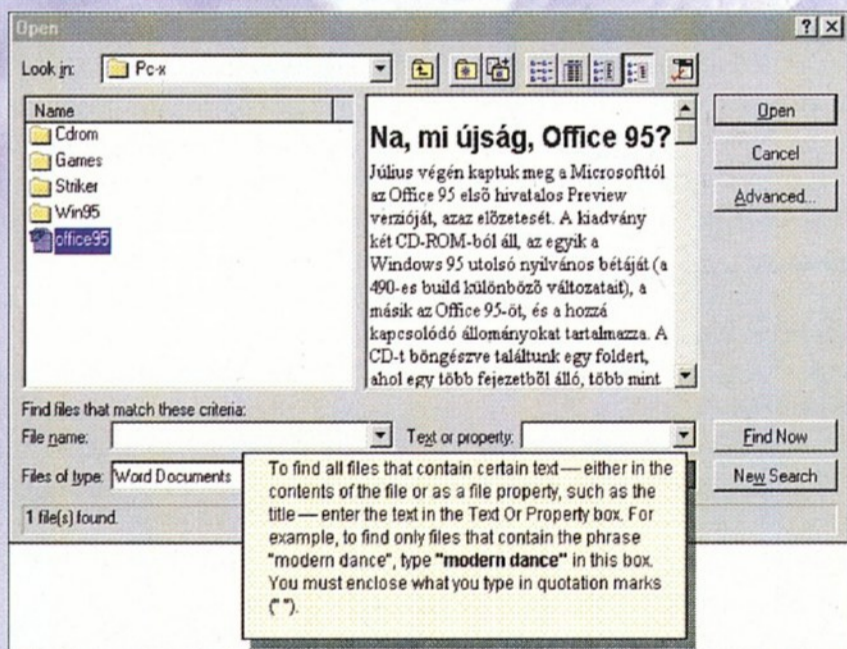 Open
Look in: Pc-x
Name
Cdrom
Games
Striker
Win95
office95
Na, mi újság, Office 95?
Július végén kaptuk meg a Microsofttól
az Office 95 elsõ hivatalos Preview
verzióját, azaz elõzetesét. A kiadvány
két CD-ROM-ból áll, az egyik a
Windows 95 utolsó nyilvános bétáját (a
490-es build különbözõ változatait), a
másik az Office 95-öt, és a hozzá
kapcsolódó állományokat tartalmazza. A
CD-t böngészve találtunk egy foldert,
ahol egy több fejezetbõl álló, több mint
Open
Cancel
Advanced...
Find files that match these criteria:
File name: Text or property: Find Now
Files of type: Word Documents New Search
1 file(s) found.
To find all files that contain certain text — either in the
contents of the file or as a file property, such as the
title — enter the text in the Text Or Property box. For
example, to find only files that contain the phrase
"modern dance", type "modern dance" in this box.
You must enclose what you type in quotation marks
(" ").